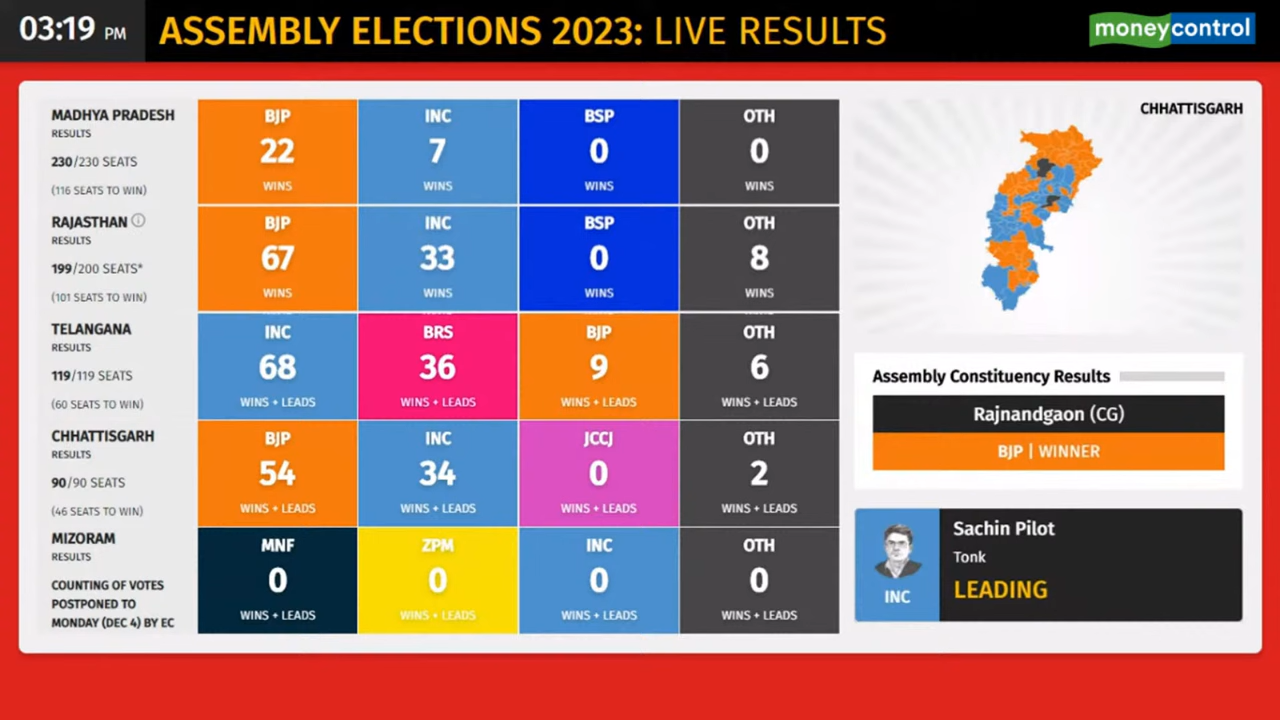 03:19 PM
ASSEMBLY ELECTIONS 2023: LIVE RESULTS
moneycontrol
MADHYA PRADESH
RESULTS
230/230 SEATS
(116 SEATS TO WIN)
BJP
22
WINS
INC
7
WINS
BSP
0
WINS
OTH
0
WINS
RAJASTHAN
RESULTS
199/200 SEATS*
(101 SEATS TO WIN)
BJP
67
WINS
INC
33
WINS
BSP
0
WINS
OTH
8
WINS
TELANGANA
RESULTS
119/119 SEATS
(60 SEATS TO WIN)
INC
68
WINS + LEADS
BRS
36
WINS + LEADS
BJP
9
WINS + LEADS
OTH
6
WINS + LEADS
CHHATTISGARH
RESULTS
90/90 SEATS
(46 SEATS TO WIN)
BJP
54
WINS + LEADS
INC
34
WINS + LEADS
JCCJ
0
WINS + LEADS
OTH
2
WINS + LEADS
MIZORAM
RESULTS
COUNTING OF VOTES
POSTPONED TO
MONDAY (DEC 4) BY EC
MNF
0
WINS + LEADS
ZPM
0
WINS + LEADS
INC
0
WINS + LEADS
OTH
0
WINS + LEADS
CHHATTISGARH
Assembly Constituency Results
Rajnandgaon (CG)
BJP | WINNER
INC
Sachin Pilot
Tonk
LEADING